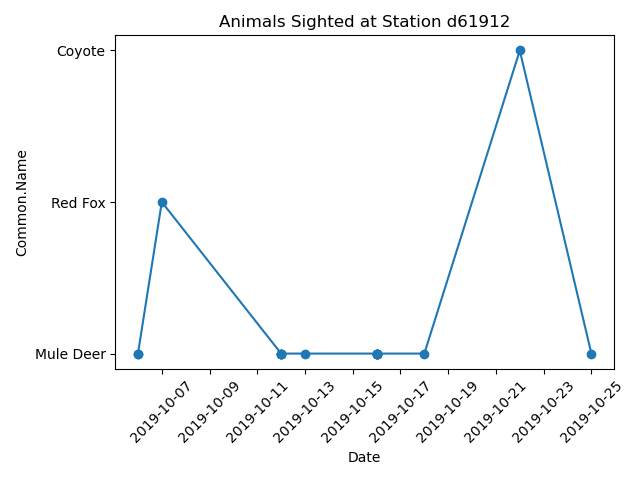 Animals Sighted at Station d61912
Coyote
Red Fox
Mule Deer
Common.Name
2019-10-07
2019-10-09
2019-10-11
2019-10-13
2019-10-15
2019-10-17
2019-10-19
2019-10-21
2019-10-23
2019-10-25
Date